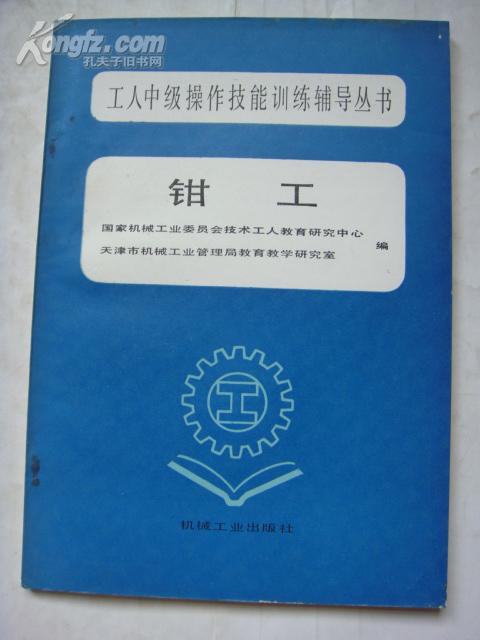 Kongfz.com
孔夫子旧书网
工人中级操作技能训练辅导丛书
钳 工
国家机械工业委员会技术工人教育研究中心
天津市机械工业管理局教育教学研究室
编
工
机械工业出版社